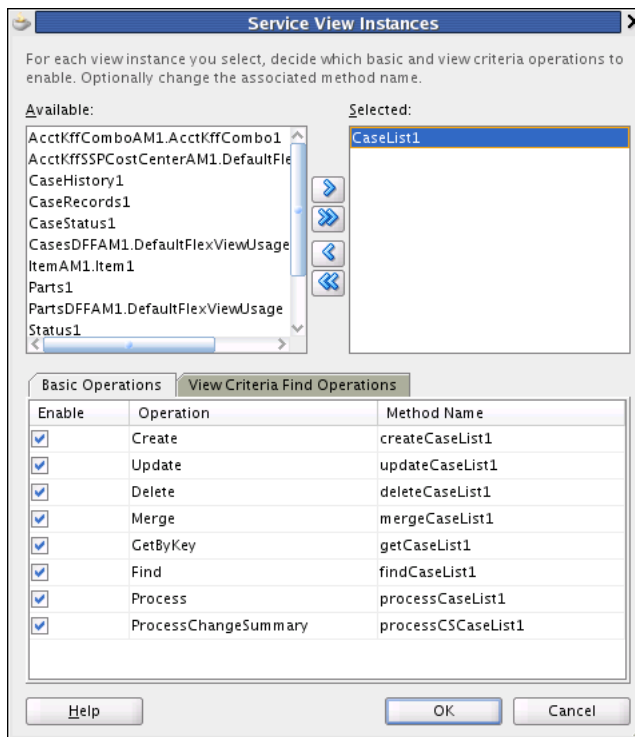 Service View Instances
For each view instance you select, decide which basic and view criteria operations to
enable. Optionally change the associated method name.
Available:
AcctKffComboAM1.AcctKffCombo1
AcctKffSSPCostCenterAM1.DefaultFle
CaseHistory1
CaseRecords1
CaseStatus1
CasesDFFAM1.DefaultFlexViewUsage
ItemAM1.Item1
Parts1
PartsDFFAM1.DefaultFlexViewUsage
Status1
Selected:
CaseList1
Basic Operations View Criteria Find Operations
Enable Operation Method Name
Create createCaseList1
Update updateCaseList1
Delete deleteCaseList1
Merge mergeCaseList1
GetByKey getCaseList1
Find findCaseList1
Process processCaseList1
ProcessChangeSummary processCSCaseList1
Help OK Cancel